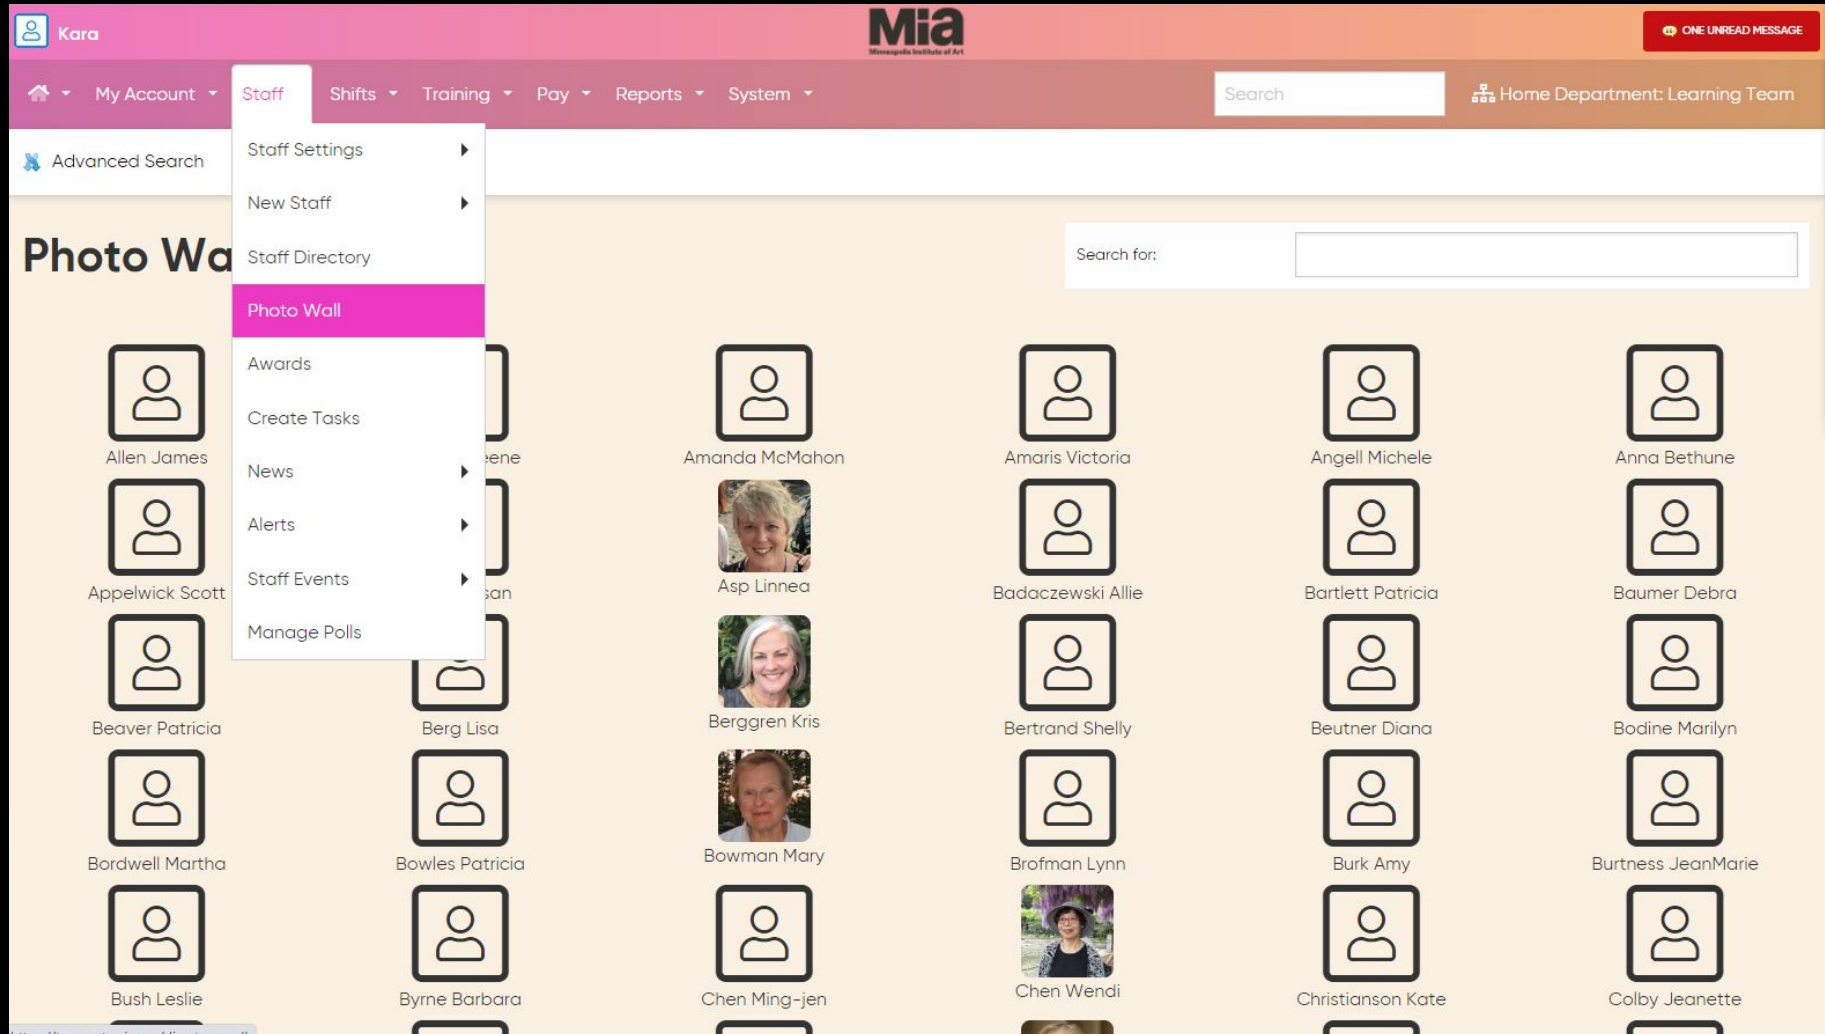 Kara
Mia
Minneapolis Institute of Art
ONE UNREAD MESSAGE
My Account
Staff
Shifts
Training
Pay
Reports
System
Search
Home Department: Learning Team
Advanced Search
Photo Wa
Search for:
Staff Settings
New Staff
Staff Directory
Photo Wall
Awards
Create Tasks
News
Alerts
Staff Events
Manage Polls
Allen James
eene
Amanda McMahon
Amaris Victoria
Angell Michele
Anna Bethune
Appelwick Scott
san
Asp Linnea
Badaczewski Allie
Bartlett Patricia
Baumer Debra
Beaver Patricia
Berg Lisa
Berggren Kris
Bertrand Shelly
Beutner Diana
Bodine Marilyn
Bordwell Martha
Bowles Patricia
Bowman Mary
Brofman Lynn
Burk Amy
Burtness JeanMarie
Bush Leslie
Byrne Barbara
Chen Ming-jen
Chen Wendi
Christianson Kate
Colby Jeanette